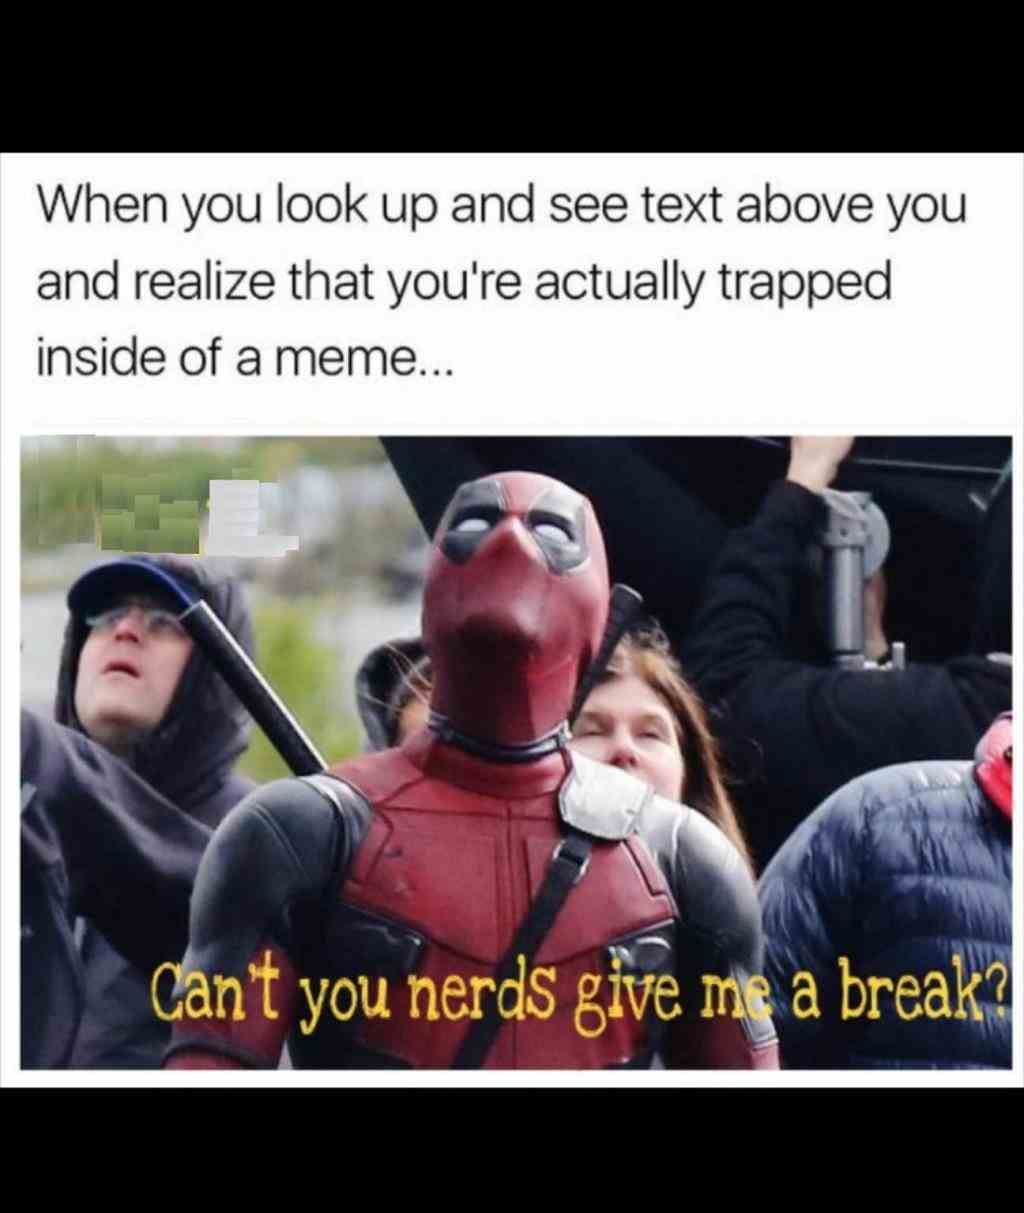 When you look up and see text above you
and realize that you're actually trapped
inside of a meme...
Can't you nerds give me a break?